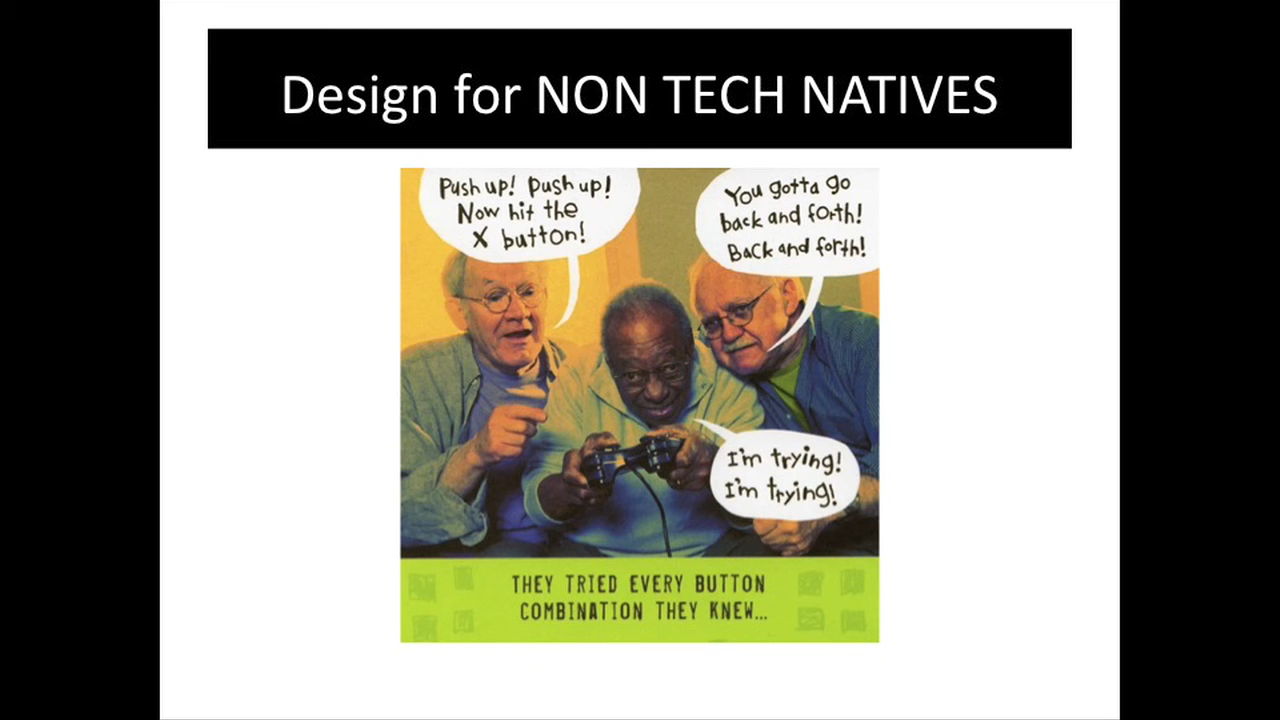 Design for NON TECH NATIVES
Push up! Push up!
Now hit the
X button!
You gotta go
back and forth!
Back and forth!
I'm trying!
I'm trying!
THEY TRIED EVERY BUTTON
COMBINATION THEY KNEW...